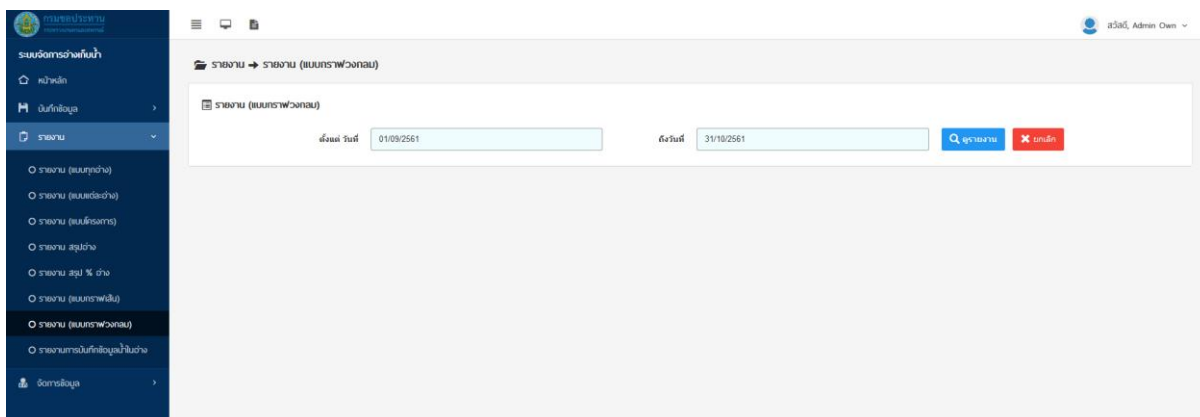 กรมชลประทาน
สวัสดี, Admin Own
ระบบจัดการอ่างเก็บน้ำ
หน้าหลัก
บันทึกข้อมูล
รายงาน
รายงาน (แบบทุกอ่าง)
รายงาน (แบบแต่ละอ่าง)
รายงาน (แบบโครงการ)
รายงาน สรุปอ่าง
รายงาน สรุป % อ่าง
รายงาน (แบบกราฟเส้น)
รายงาน (แบบกราฟวงกลม)
รายงานการบันทึกข้อมูลน้ำในอ่าง
จัดการข้อมูล
รายงาน → รายงาน (แบบกราฟวงกลม)
รายงาน (แบบกราฟวงกลม)
ตั้งแต่ วันที่ 01/09/2561 ถึงวันที่ 31/10/2561 ดูรายงาน ยกเลิก